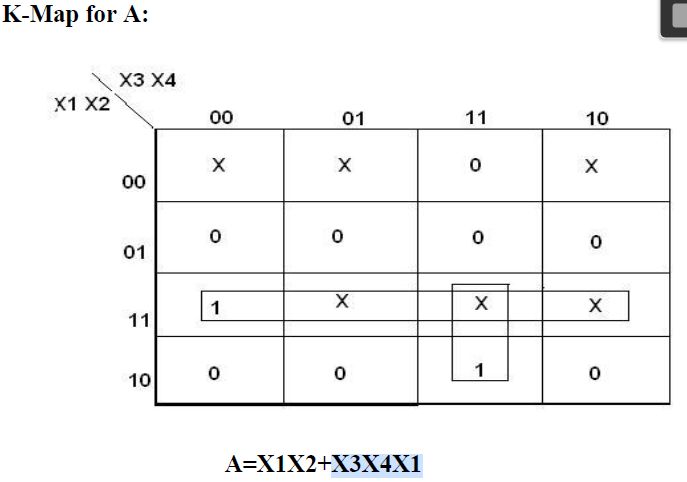 K-Map for A:
X3 X4
X1 X2
00 01 11 10
00 X X 0 X
01 0 0 0 0
11 1 X X X
10 0 0 1 0
A=X1X2+X3X4X1